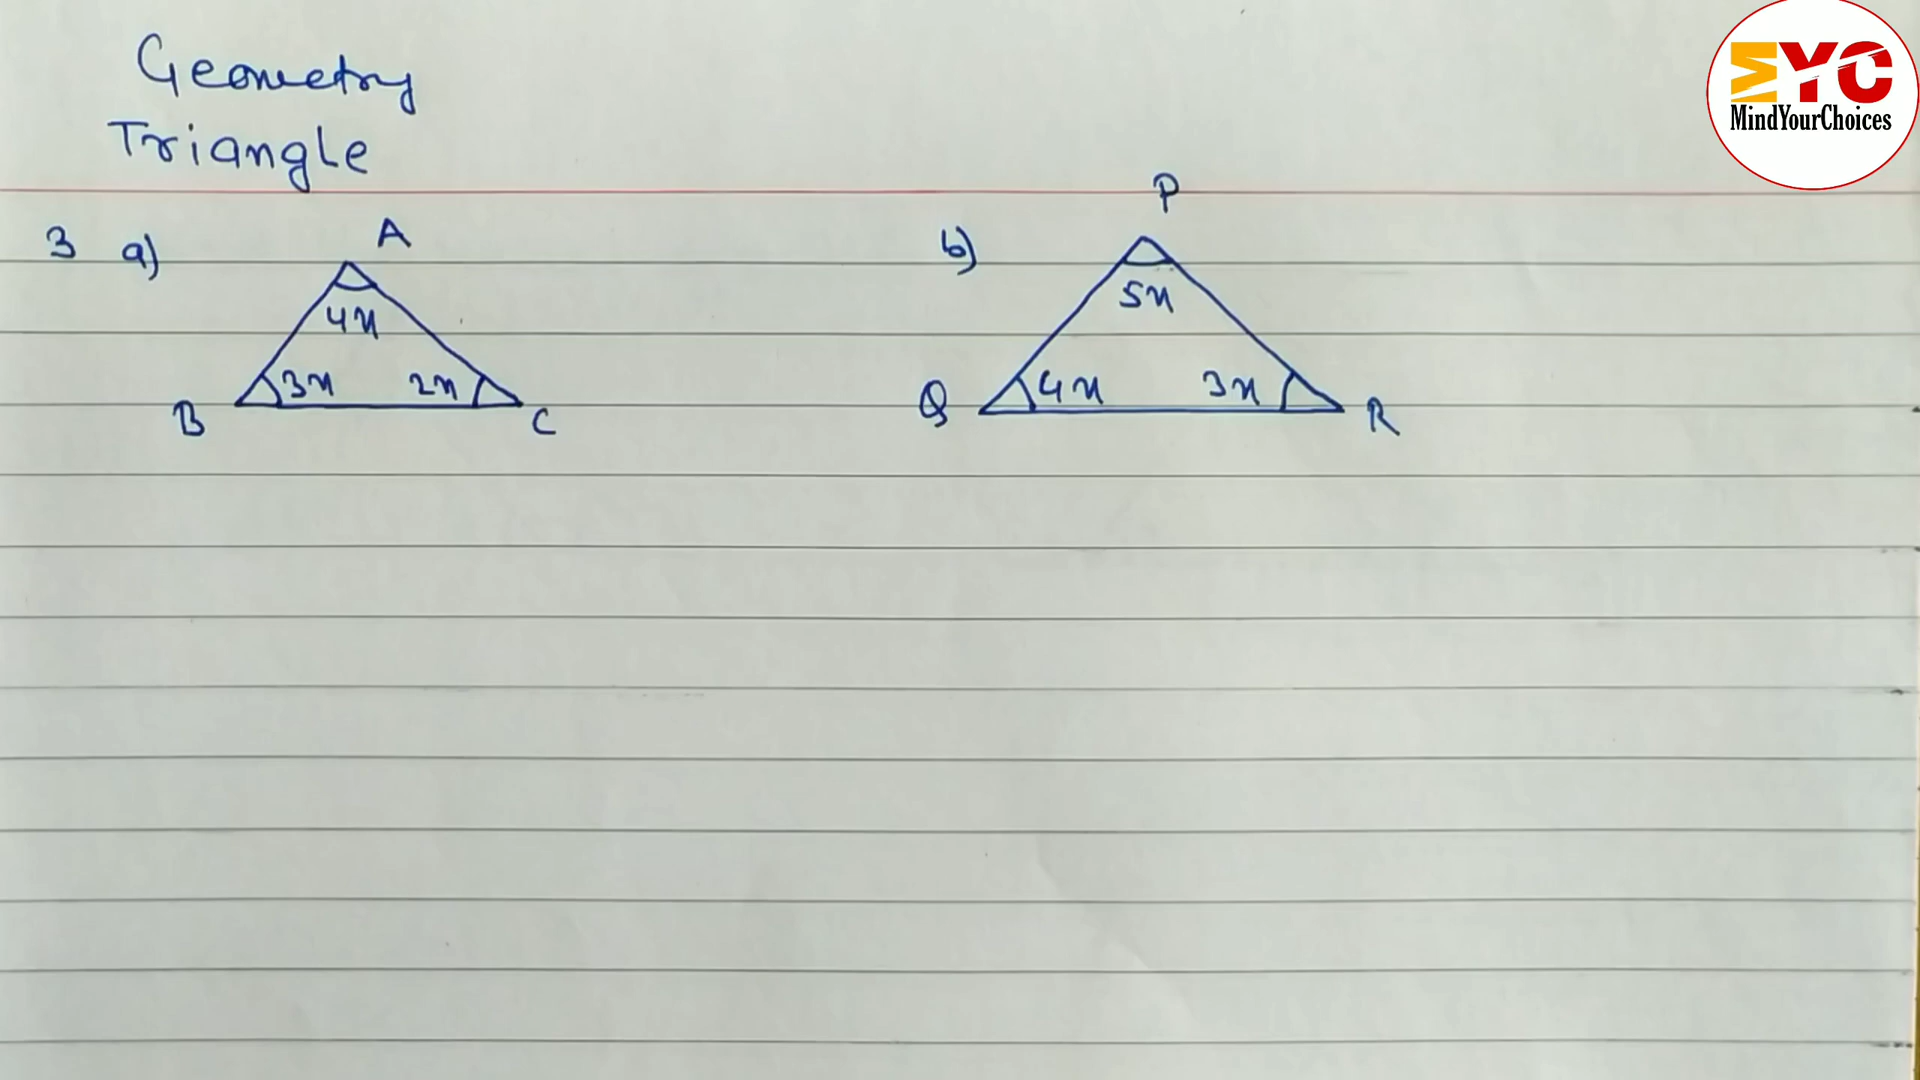 Geometry
Triangle
3 a)
A
4x
3x 2x
B C
b)
P
5x
4x 3x
Q R
MYC
MindYourChoices